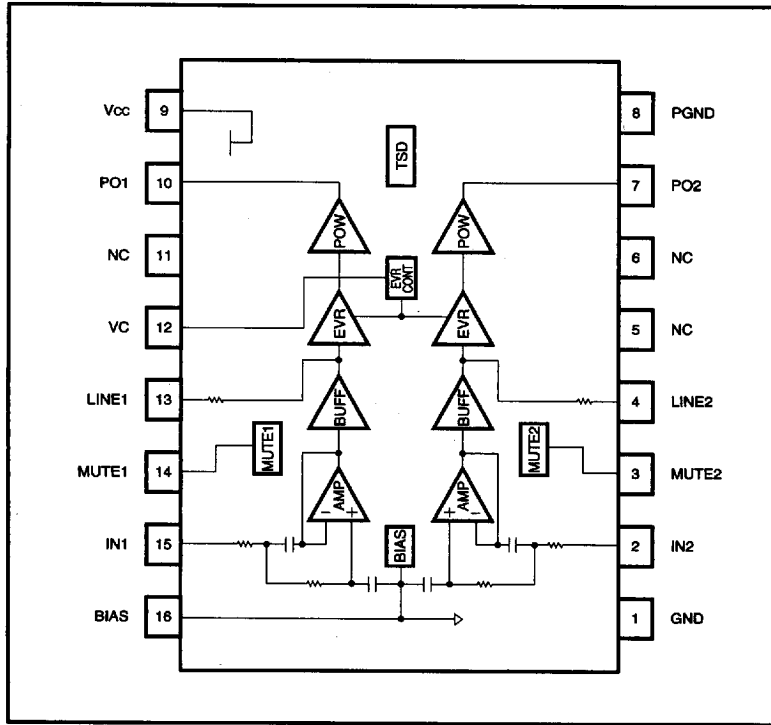 Vcc 9
8 PGND
TSD
PO1 10
7 PO2
POW
POW
NC 11
6 NC
EVR
CONT
VC 12
EVR
EVR
5 NC
LINE1 13
BUFF
BUFF
4 LINE2
MUTE1
MUTE2
MUTE1 14
3 MUTE2
AMP
− +
AMP
+ −
IN1 15
BIAS
2 IN2
BIAS 16
1 GND